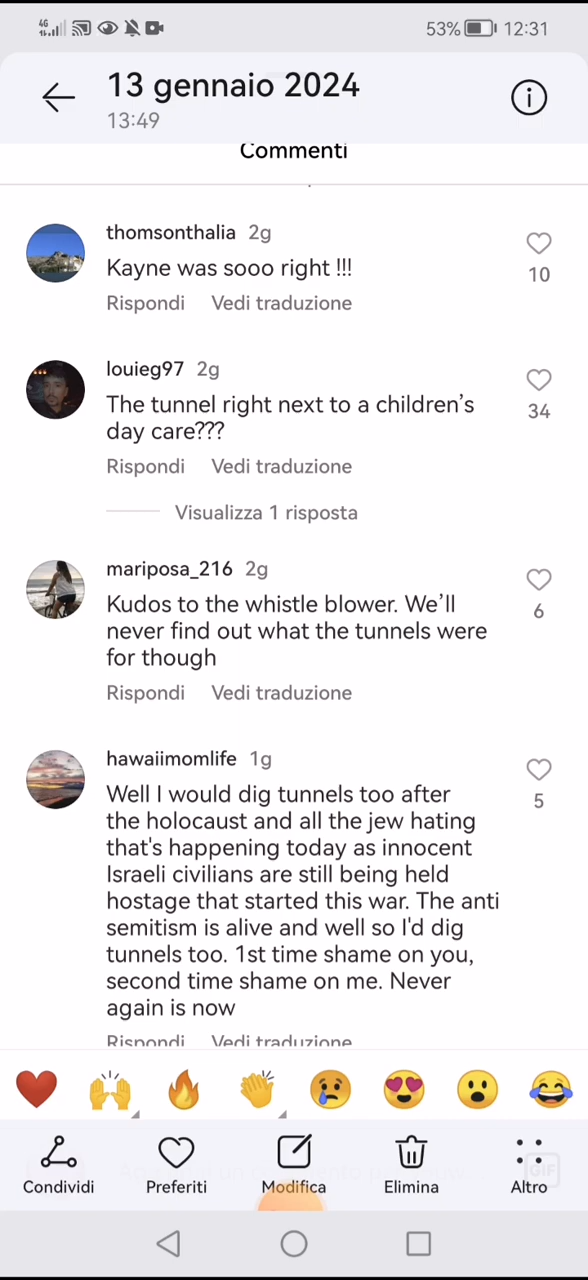 4G
53% 12:31
13 gennaio 2024
13:49
Commenti
thomsonthalia 2g
Kayne was sooo right !!!
10
Rispondi Vedi traduzione
louieg97 2g
The tunnel right next to a children’s
34
day care???
Rispondi Vedi traduzione
Visualizza 1 risposta
mariposa_216 2g
Kudos to the whistle blower. We’ll
6
never find out what the tunnels were
for though
Rispondi Vedi traduzione
hawaiimomlife 1g
Well I would dig tunnels too after
5
the holocaust and all the jew hating
that's happening today as innocent
Israeli civilians are still being held
hostage that started this war. The anti
semitism is alive and well so I'd dig
tunnels too. 1st time shame on you,
second time shame on me. Never
again is now
Rispondi Vedi traduzione
GIF
Condividi Preferiti Modifica Elimina Altro